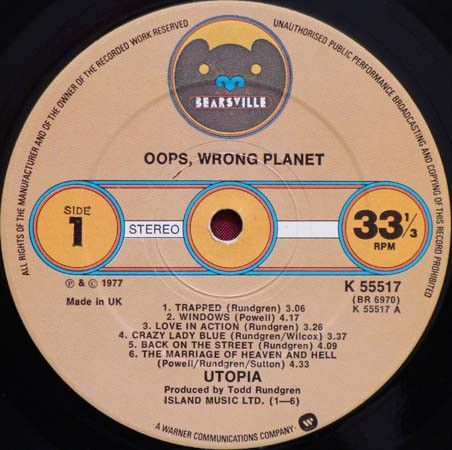 ALL RIGHTS OF THE MANUFACTURER AND OF THE OWNER OF THE RECORDED WORK RESERVED
UNAUTHORISED PUBLIC PERFORMANCE BROADCASTING AND COPYING OF THIS RECORD PROHIBITED
BEARSVILLE
OOPS, WRONG PLANET
SIDE
1
STEREO
33 1/3
RPM
℗ & © 1977
Made in UK
K 55517
(BR 6970)
K 55517 A
1. TRAPPED (Rundgren) 3.06
2. WINDOWS (Powell) 4.17
3. LOVE IN ACTION (Rundgren) 3.26
4. CRAZY LADY BLUE (Rundgren/Wilcox) 3.37
5. BACK ON THE STREET (Rundgren) 4.09
6. THE MARRIAGE OF HEAVEN AND HELL
(Powell/Rundgren/Sutton) 4.33
UTOPIA
Produced by Todd Rundgren
ISLAND MUSIC LTD. (1—6)
· A WARNER COMMUNICATIONS COMPANY ·